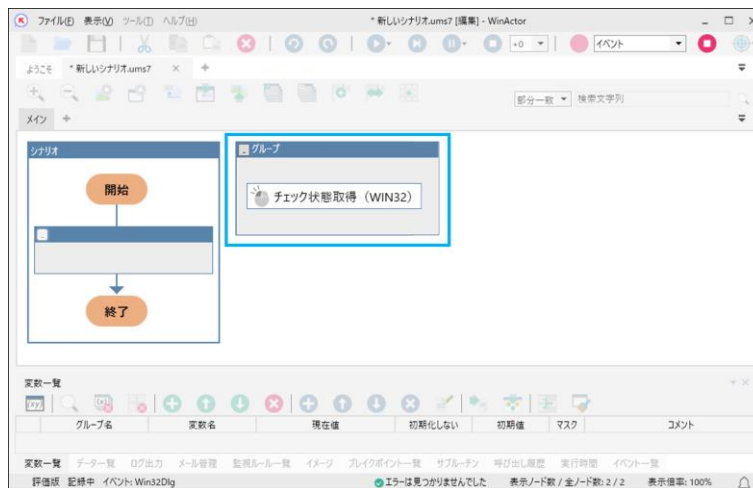 ファイル(F) 表示(V) ツール(T) ヘルプ(H) * 新しいシナリオ.ums7 [編集] - WinActor
+0 イベント
ようこそ * 新しいシナリオ.ums7 × +
部分一致 検索文字列
メイン +
シナリオ
グループ
開始
チェック状態取得（WIN32）
終了
変数一覧
グループ名 変数名 現在値 初期化しない 初期値 マスク コメント
変数一覧 データ一覧 ログ出力 メール管理 監視ルール一覧 イメージ ブレイクポイント一覧 サブルーチン 呼び出し履歴 実行時間 イベント一覧
評価版 記録中 イベント: Win32Dlg エラーは見つかりませんでした 表示ノード数 / 全ノード数: 2 / 2 表示倍率: 100%